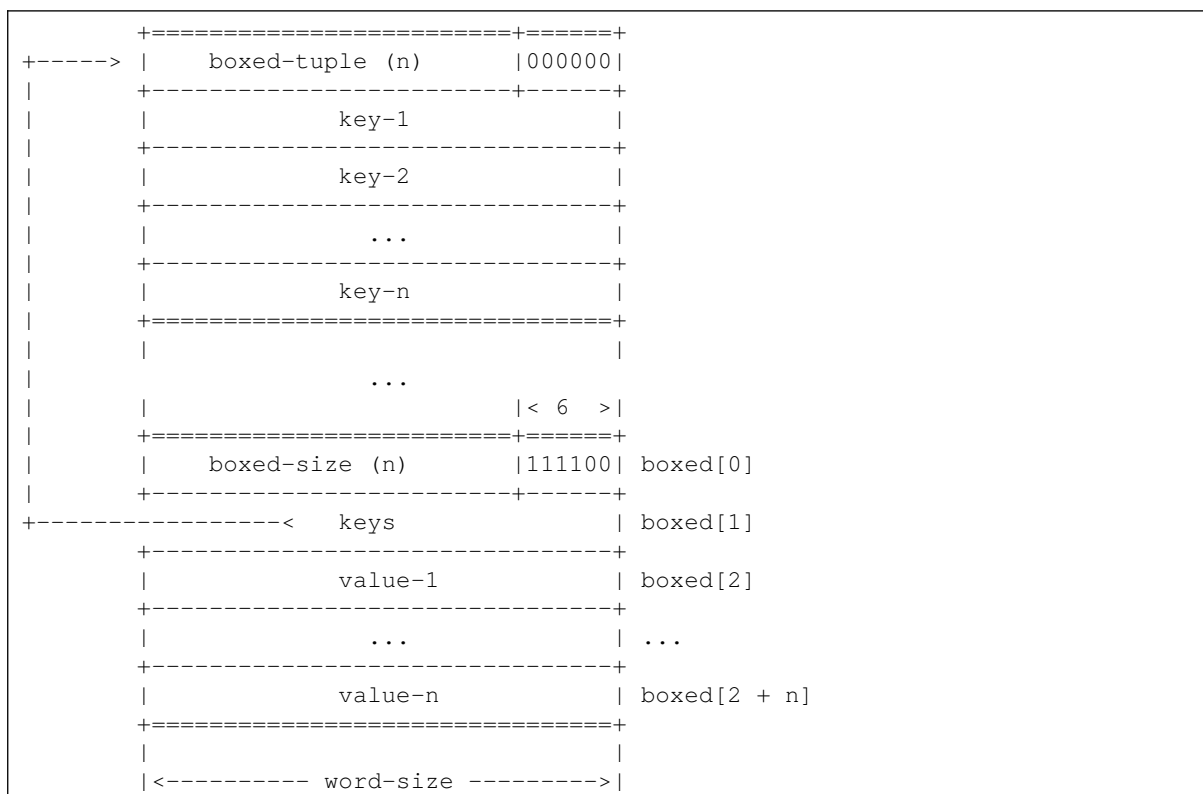 +=========================+======+
+-----> |    boxed-tuple (n)      |000000|
|       +-------------------------+------+
|       |             key-1              |
|       +--------------------------------+
|       |             key-2              |
|       +--------------------------------+
|       |               ...              |
|       +--------------------------------+
|       |             key-n              |
|       +================================+
|       |                                |
|                       ...
|       |                         |< 6  >|
|       +=========================+======+
|       |    boxed-size (n)       |111100| boxed[0]
|       +-------------------------+------+
+-----------------<   keys               | boxed[1]
        +--------------------------------+
        |             value-1            | boxed[2]
        +--------------------------------+
        |               ...              | ...
        +--------------------------------+
        |             value-n            | boxed[2 + n]
        +================================+
        |                                |
        |<---------- word-size --------->|